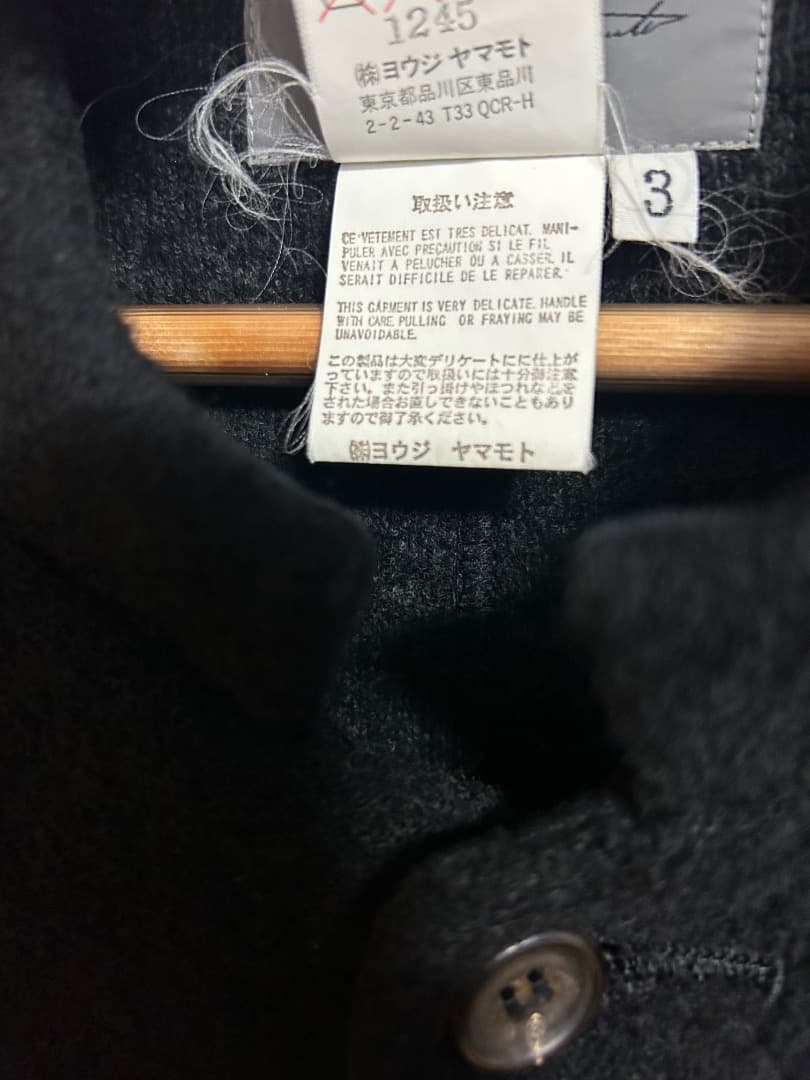 1245
㈱ヨウジ ヤマモト
東京都品川区東品川
2-2-43 T33 QCR-H
3
取扱い注意
CE VETEMENT EST TRES DELICAT. MANI-
PULER AVEC PRECAUTION SI LE FIL
VENAIT A PELUCHER OU A CASSER. IL
SERAIT DIFFICILE DE LE REPARER.
THIS GARMENT IS VERY DELICATE. HANDLE
WITH CARE. PULLING OR FRAYING MAY BE
UNAVOIDABLE.
この製品は大変デリケートにに仕上が
っていますので取扱いには十分御注意
下さい。また引っ掛けやほつれなどを
された場合お直しできないこともあり
ますので御了承ください。
㈱ヨウジ ヤマモト